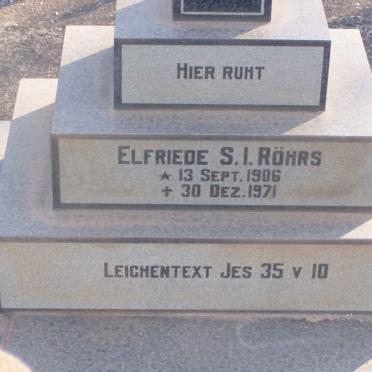 Hier ruht
Elfriede S. I. Röhrs
* 13 Sept. 1906
+ 30 Dez. 1971
Leichentext Jes 35 v 10